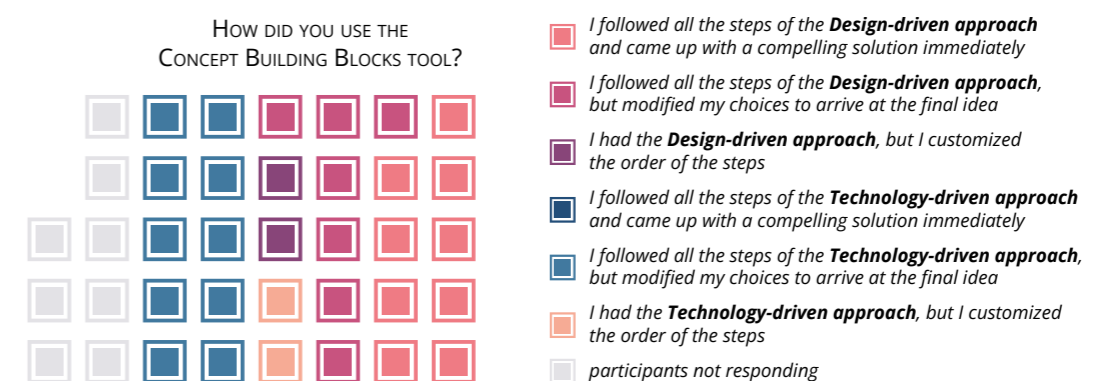 How did you use the
Concept Building Blocks tool?
I followed all the steps of the Design-driven approach
and came up with a compelling solution immediately
I followed all the steps of the Design-driven approach,
but modified my choices to arrive at the final idea
I had the Design-driven approach, but I customized
the order of the steps
I followed all the steps of the Technology-driven approach
and came up with a compelling solution immediately
I followed all the steps of the Technology-driven approach,
but modified my choices to arrive at the final idea
I had the Technology-driven approach, but I customized
the order of the steps
participants not responding